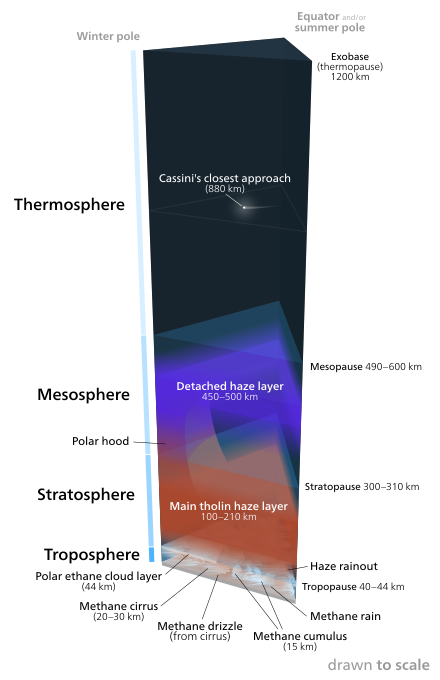 Winter pole
Equator and/or
summer pole
Exobase
(thermopause)
1200 km
Cassini's closest approach
(880 km)
Thermosphere
Mesopause 490–600 km
Detached haze layer
450–500 km
Mesosphere
Polar hood
Stratopause 300–310 km
Stratosphere
Main tholin haze layer
100–210 km
Troposphere
Haze rainout
Polar ethane cloud layer
(44 km)
Tropopause 40–44 km
Methane cirrus
(20–30 km)
Methane rain
Methane drizzle
(from cirrus)
Methane cumulus
(15 km)
drawn to scale